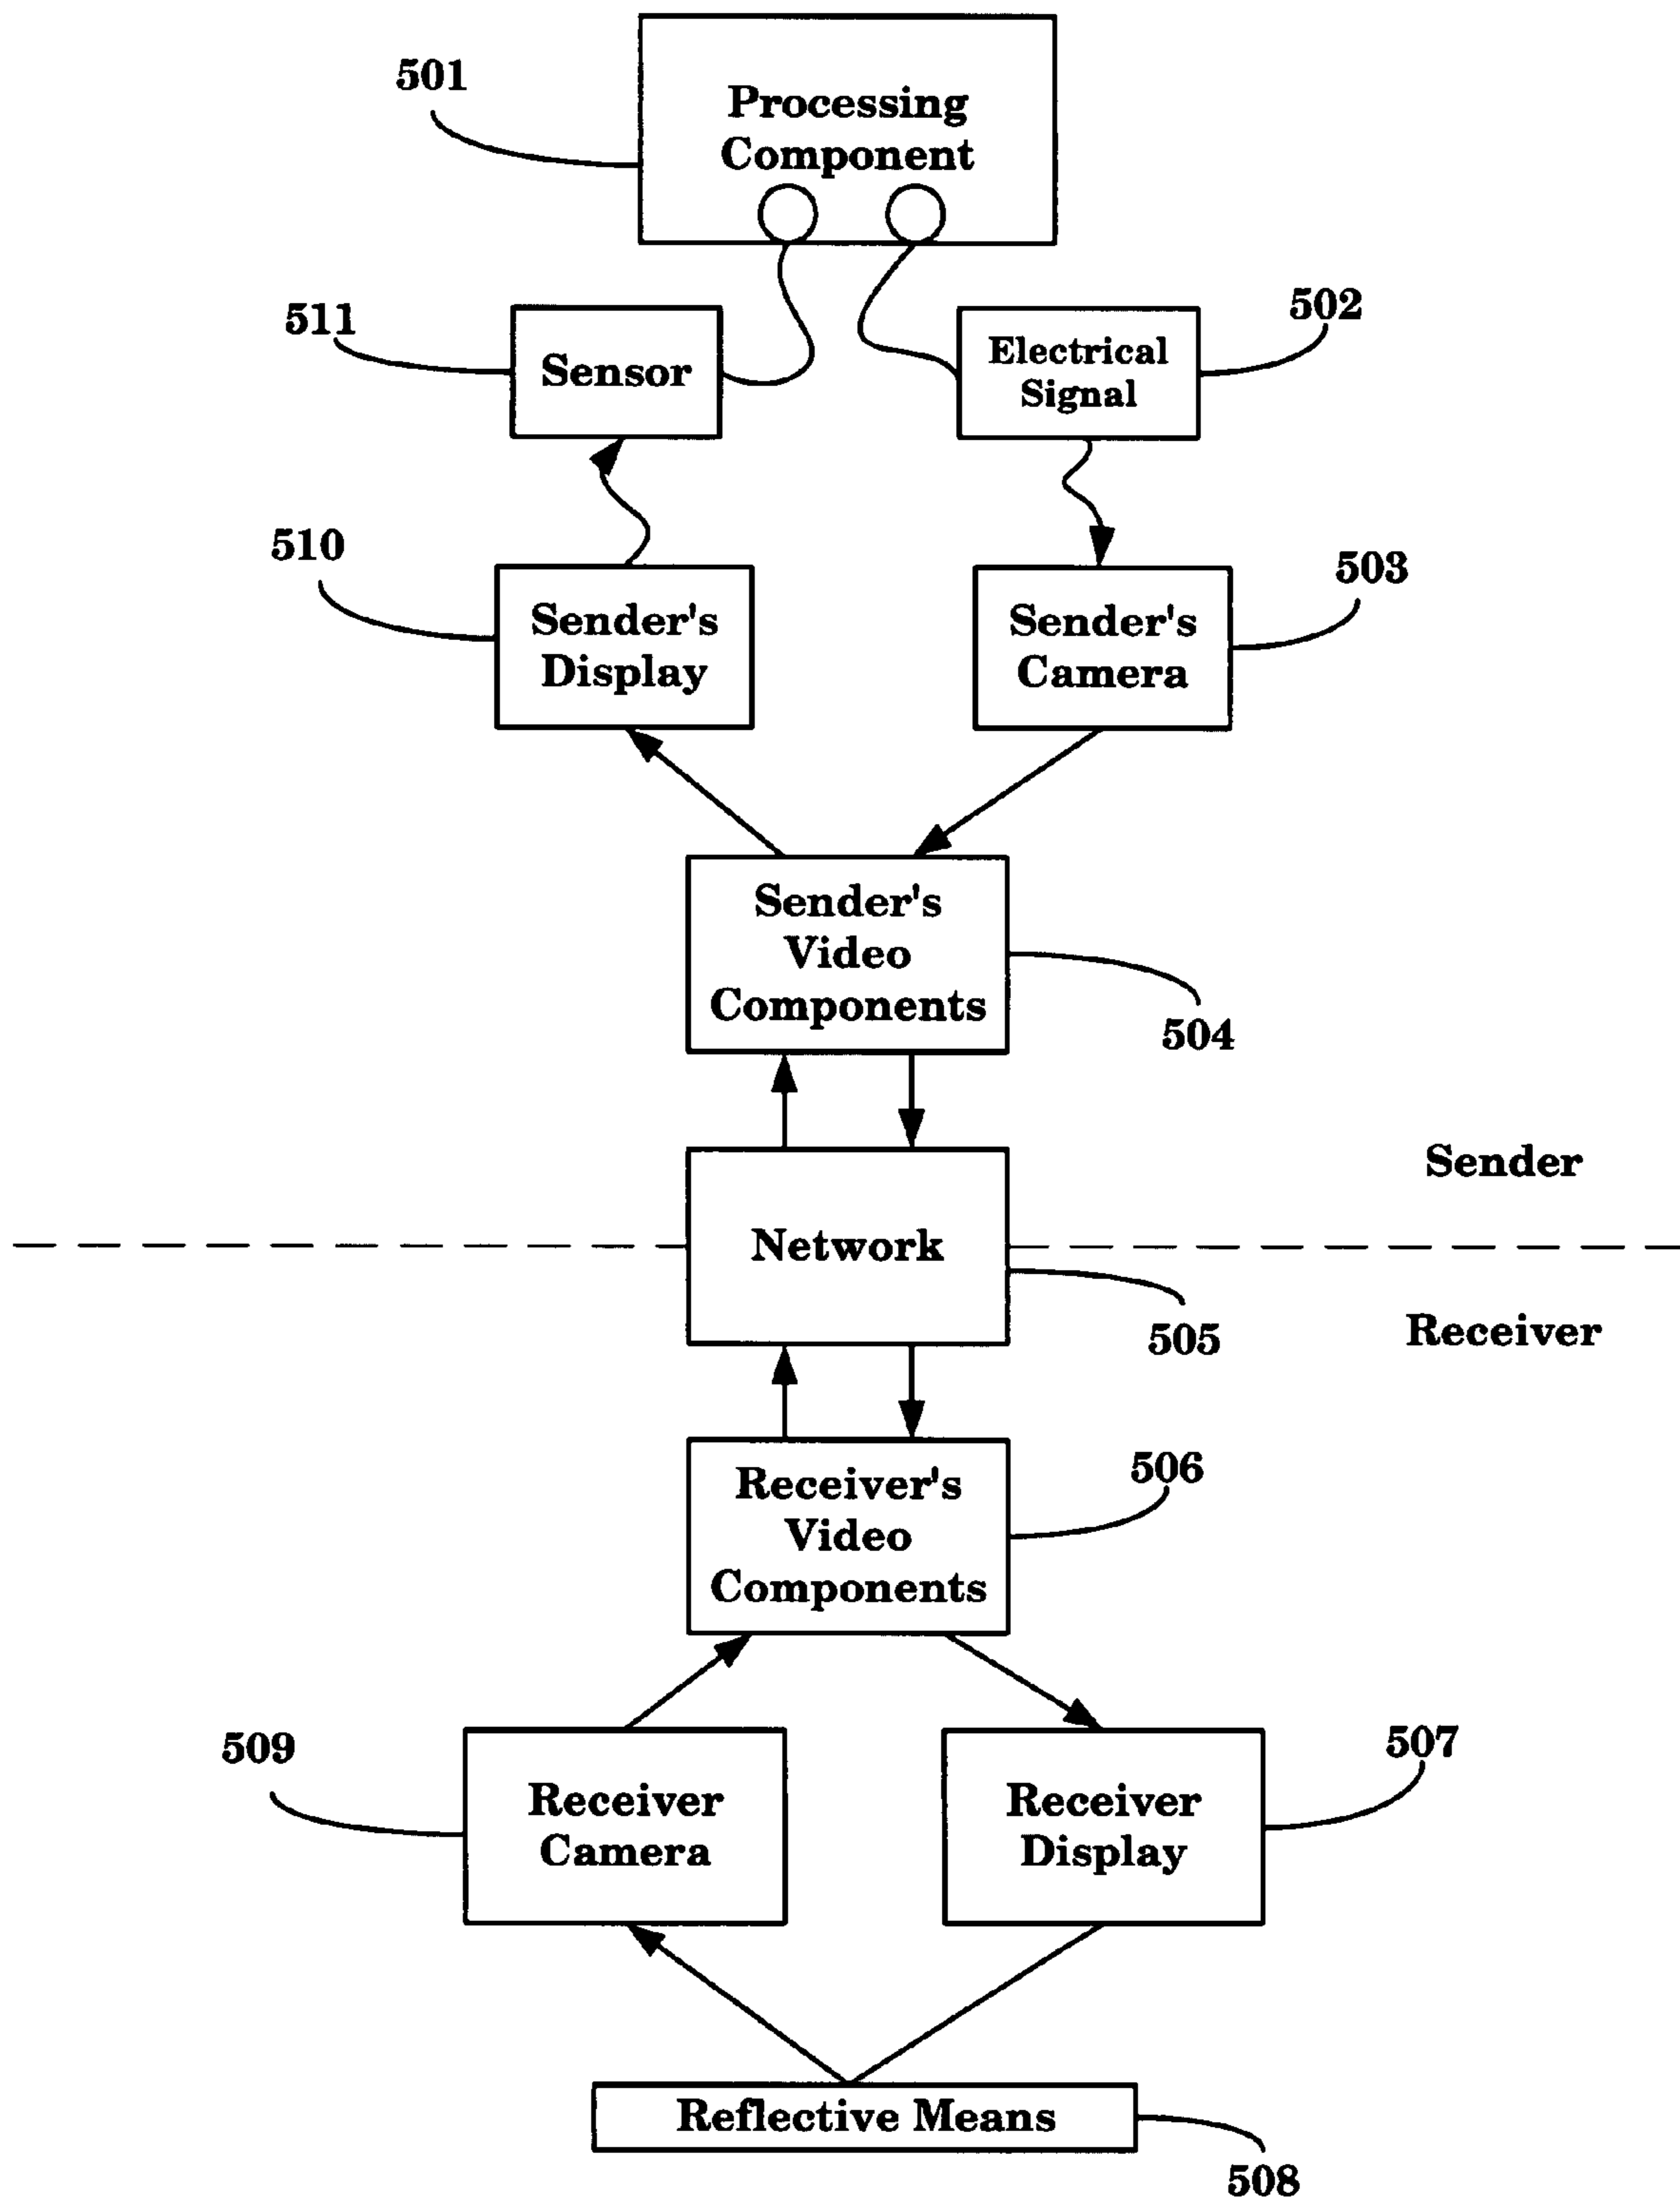 501
Processing
Component
511
Sensor
502
Electrical
Signal
510
Sender's
Display
503
Sender's
Camera
Sender's
Video
Components
504
Sender
Network
505
Receiver
506
Receiver's
Video
Components
509
Receiver
Camera
507
Receiver
Display
Reflective Means
508